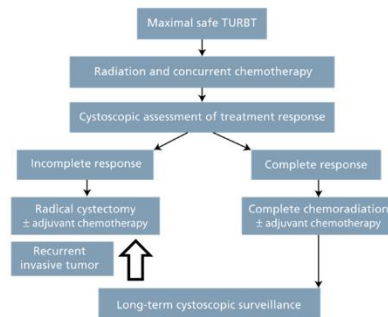 Maximal safe TURBT
Radiation and concurrent chemotherapy
Cystoscopic assessment of treatment response
Incomplete response
Complete response
Radical cystectomy
± adjuvant chemotherapy
Complete chemoradiation
± adjuvant chemotherapy
Recurrent
invasive tumor
Long-term cystoscopic surveillance